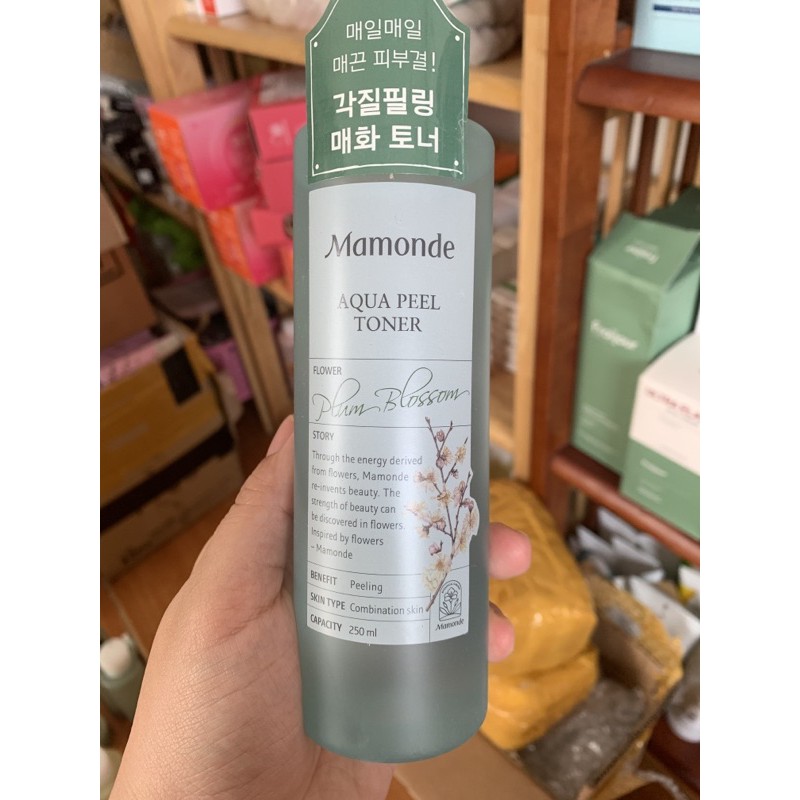 매일매일
매끈 피부결!
각질필링
매화 토너
Mamonde
AQUA PEEL
TONER
FLOWER
Plum Blossom
STORY
Through the energy derived
from flowers, Mamonde
re-invents beauty. The
strength of beauty can
be discovered in flowers.
Inspired by flowers
– Mamonde
BENEFIT Peeling
SKIN TYPE Combination skin
CAPACITY 250 ml
Mamonde